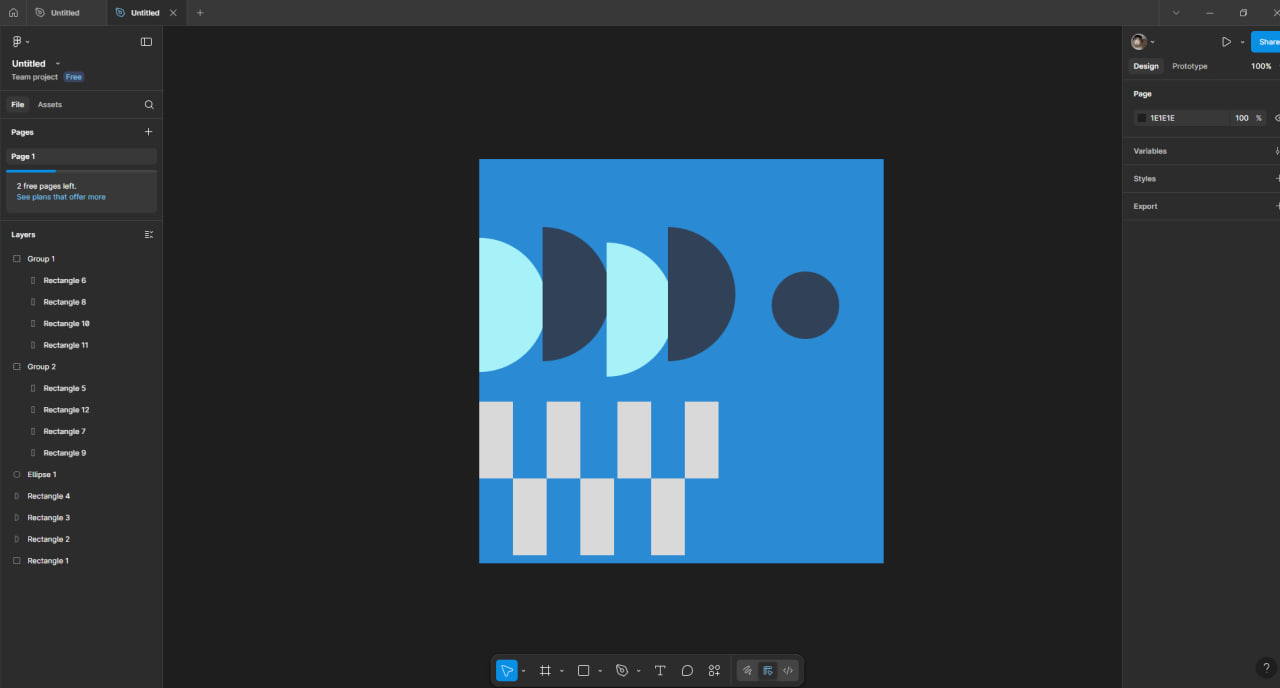 Untitled
Untitled
Untitled
Team project Free
Share
Design Prototype 100%
File Assets
Page
Pages
1E1E1E 100 %
Page 1
Variables
2 free pages left.
See plans that offer more
Styles
Export
Layers
Group 1
Rectangle 6
Rectangle 8
Rectangle 10
Rectangle 11
Group 2
Rectangle 5
Rectangle 12
Rectangle 7
Rectangle 9
Ellipse 1
Rectangle 4
Rectangle 3
Rectangle 2
Rectangle 1